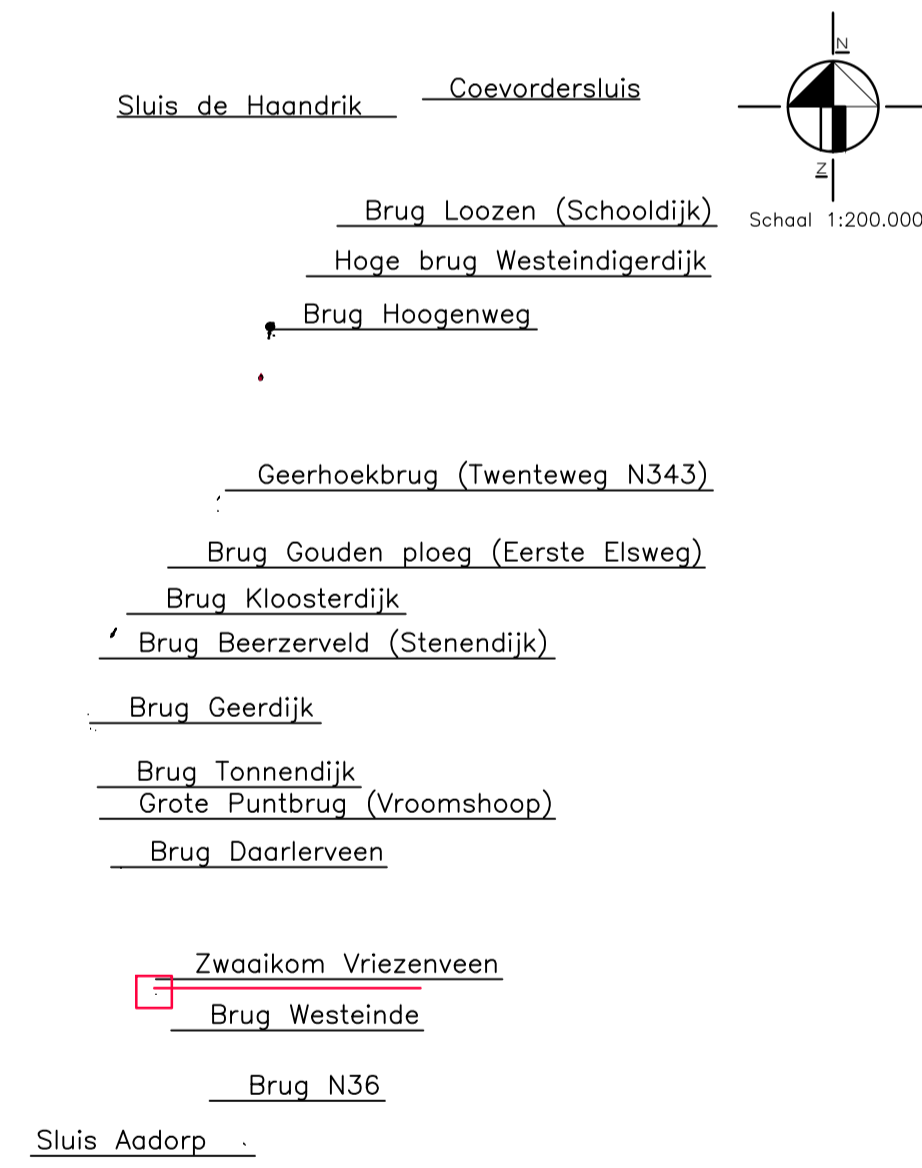 N
Coevordersluis
Sluis de Haandrik
Z
Brug Loozen (Schooldijk)
Schaal 1:200.000
Hoge brug Westeindigerdijk
Brug Hoogenweg
Geerhoekbrug (Twenteweg N343)
Brug Gouden ploeg (Eerste Elsweg)
Brug Kloosterdijk
Brug Beerzerveld (Stenendijk)
Brug Geerdijk
Brug Tonnendijk
Grote Puntbrug (Vroomshoop)
Brug Daarlerveen
Zwaaikom Vriezenveen
Brug Westeinde
Brug N36
Sluis Aadorp